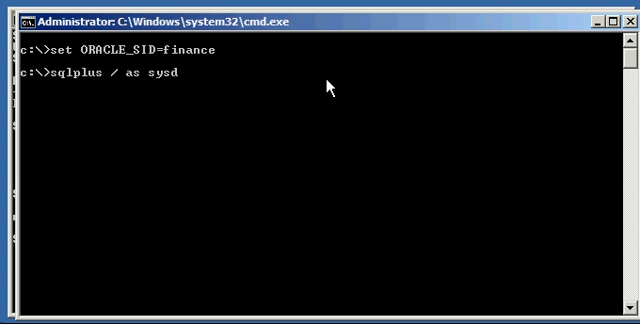 Administrator: C:\Windows\system32\cmd.exe
c:\>set ORACLE_SID=finance
c:\>sqlplus / as sysd